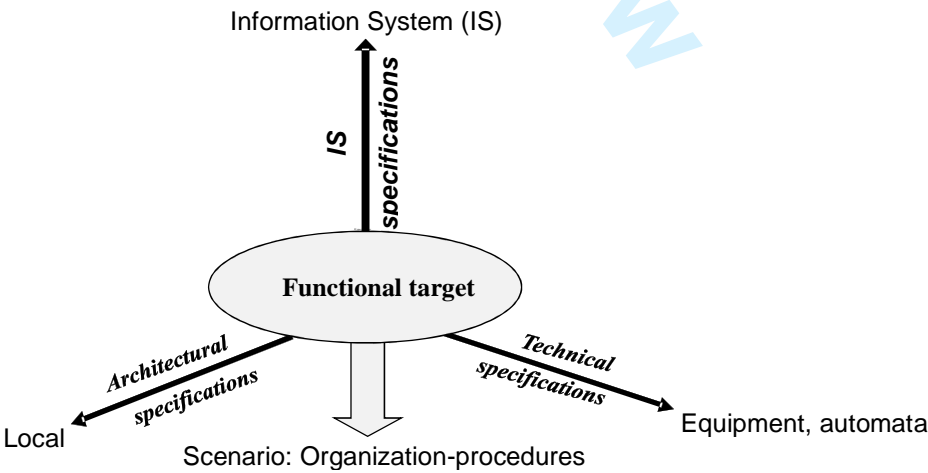 Information System (IS)
IS
specifications
Functional target
Architectural
specifications
Technical
specifications
Local
Equipment, automata
Scenario: Organization-procedures